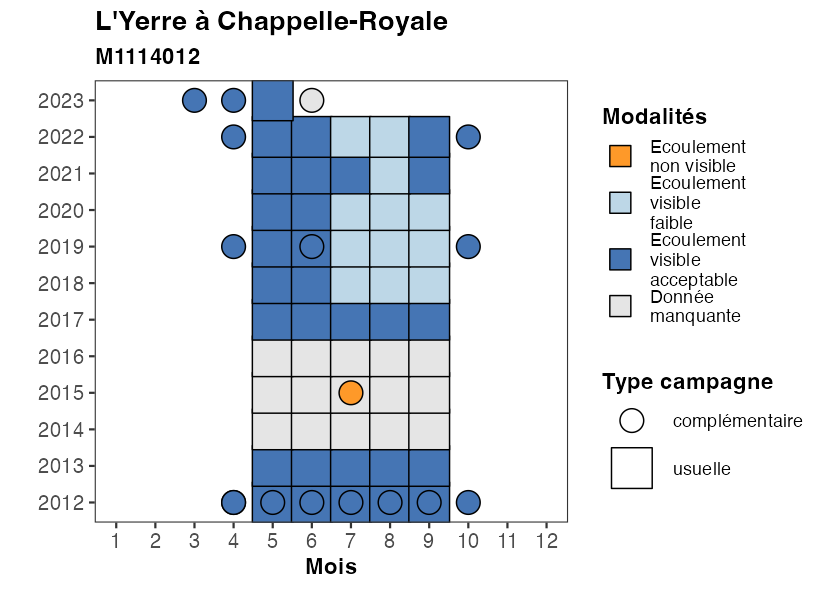 L'Yerre à Chappelle-Royale
M1114012
2023
2022
2021
2020
2019
2018
2017
2016
2015
2014
2013
2012
1 2 3 4 5 6 7 8 9 10 11 12
Mois
Modalités
Ecoulement
non visible
Ecoulement
visible
faible
Ecoulement
visible
acceptable
Donnée
manquante
Type campagne
complémentaire
usuelle